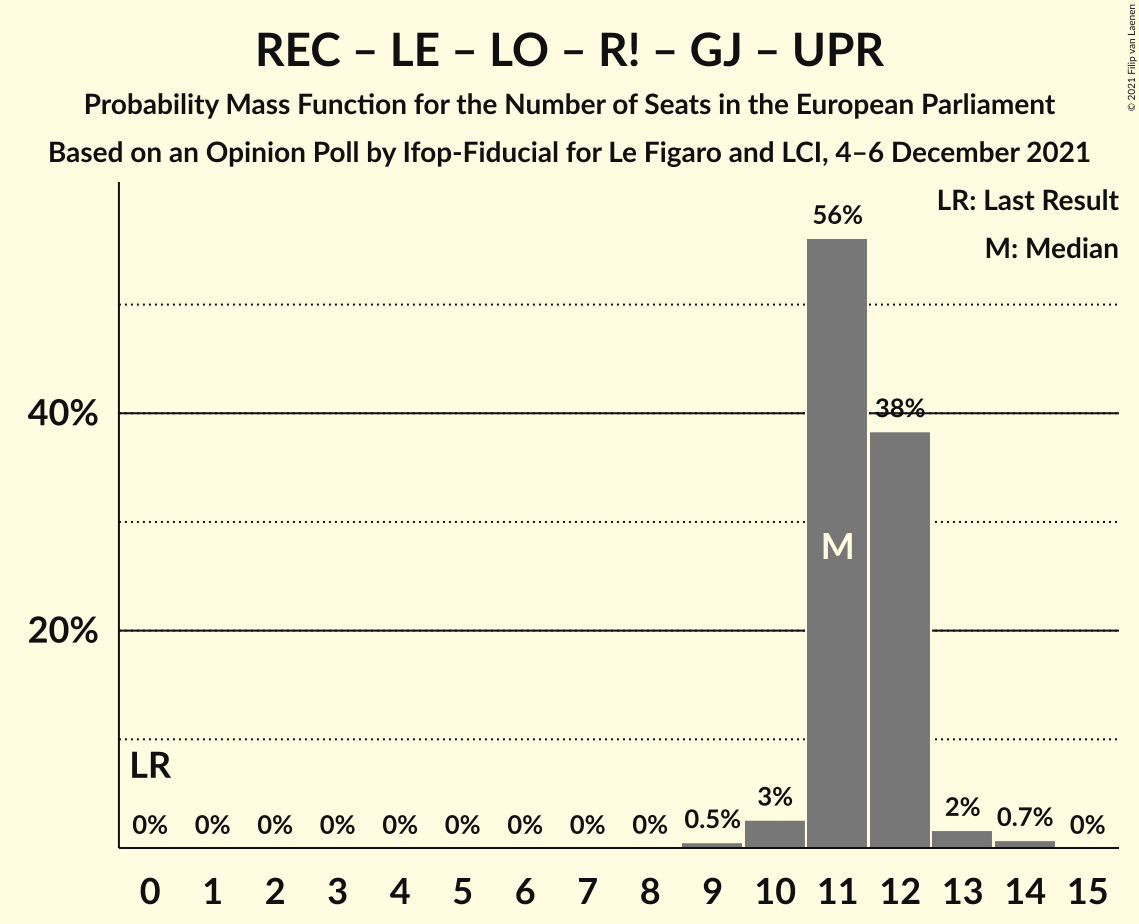 REC – LE – LO – R! – GJ – UPR
Probability Mass Function for the Number of Seats in the European Parliament
Based on an Opinion Poll by Ifop-Fiducial for Le Figaro and LCI, 4–6 December 2021
© 2021 Filip van Laenen
LR: Last Result
M: Median
56%
40%
38%
M
20%
LR
0% 0% 0% 0% 0% 0% 0% 0% 0% 0.5% 3% 2% 0.7% 0%
0 1 2 3 4 5 6 7 8 9 10 11 12 13 14 15